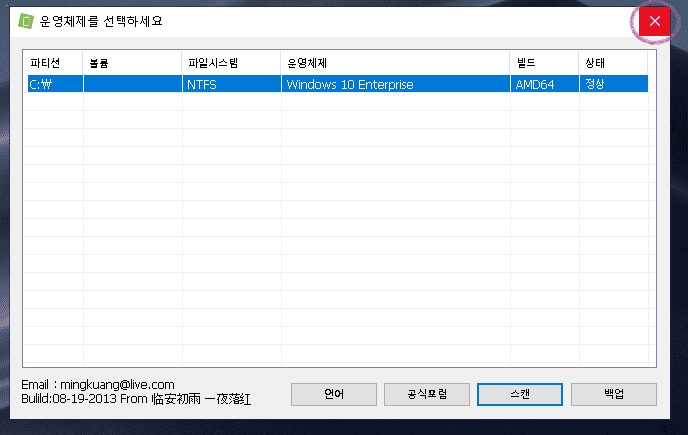 운영체제를 선택하세요
파티션 볼륨 파일시스템 운영체제 빌드 상태
C:₩ NTFS Windows 10 Enterprise AMD64 정상
Email : mingkuang@live.com
Bulild:08-19-2013 From 临安初雨 一夜落红
언어 공식포럼 스캔 백업